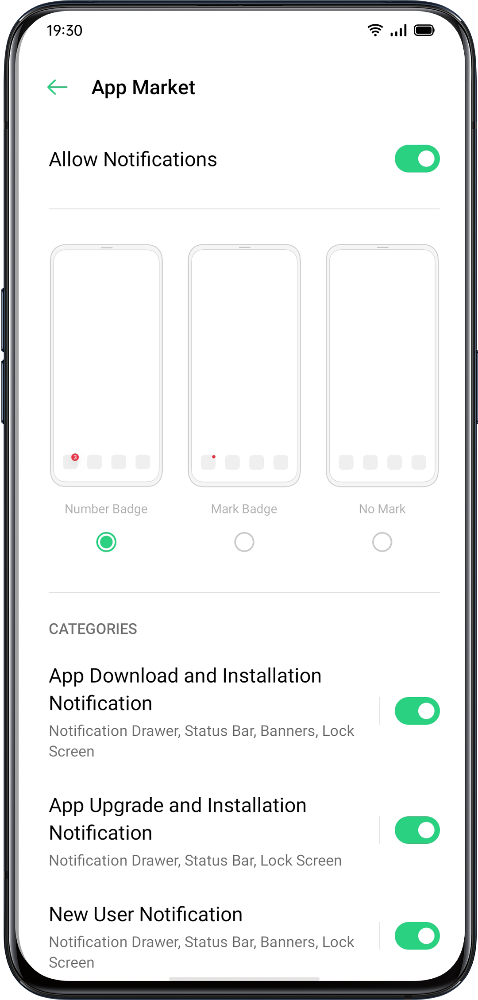 19:30
App Market
Allow Notifications
3
Number Badge
Mark Badge
No Mark
CATEGORIES
App Download and Installation
Notification
Notification Drawer, Status Bar, Banners, Lock
Screen
App Upgrade and Installation
Notification
Notification Drawer, Status Bar, Lock Screen
New User Notification
Notification Drawer, Status Bar, Banners, Lock
Screen